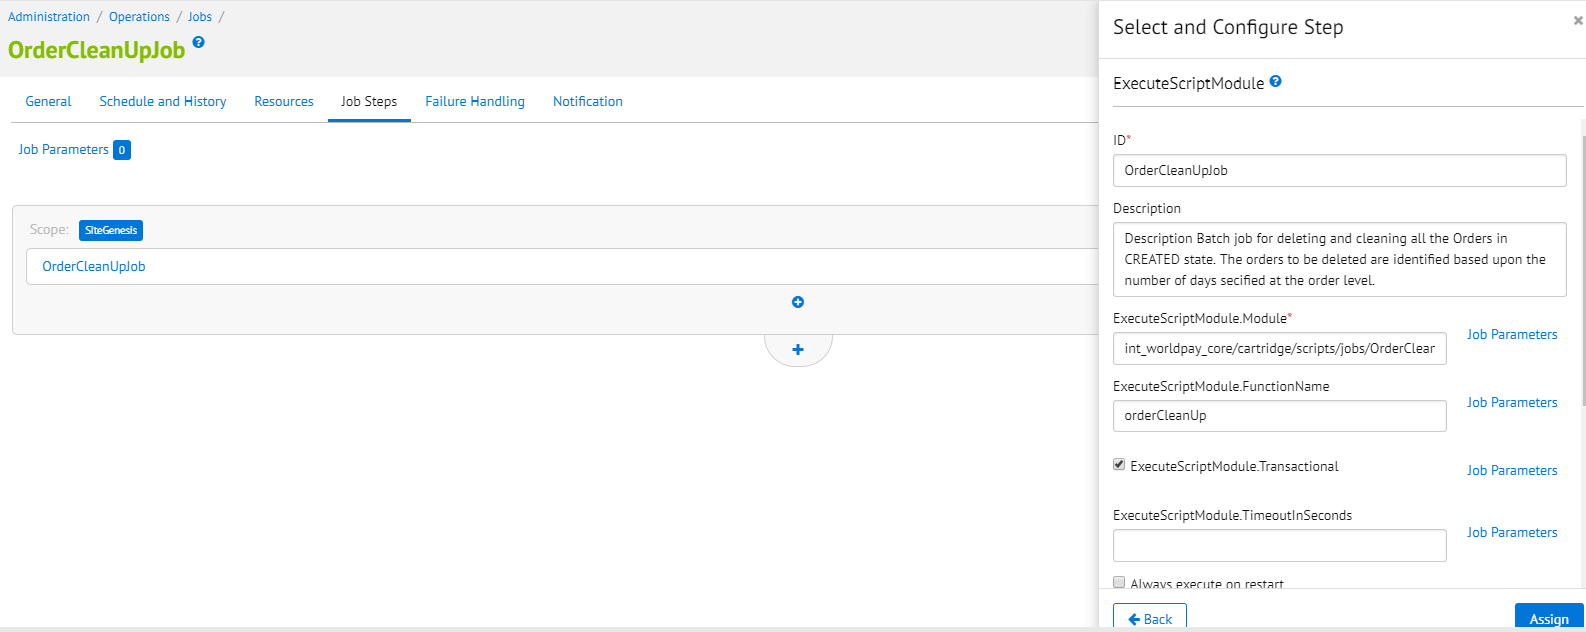 Administration / Operations / Jobs /
OrderCleanUpJob ?
General Schedule and History Resources Job Steps Failure Handling Notification
Job Parameters 0
Scope: SiteGenesis
OrderCleanUpJob
Select and Configure Step ×
ExecuteScriptModule ?
ID*
OrderCleanUpJob
Description
Description Batch job for deleting and cleaning all the Orders in
CREATED state. The orders to be deleted are identified based upon the
number of days secified at the order level.
ExecuteScriptModule.Module*
int_worldpay_core/cartridge/scripts/jobs/OrderClean Job Parameters
ExecuteScriptModule.FunctionName
orderCleanUp Job Parameters
ExecuteScriptModule.Transactional Job Parameters
ExecuteScriptModule.TimeoutInSeconds
Job Parameters
Always execute on restart
Back Assign